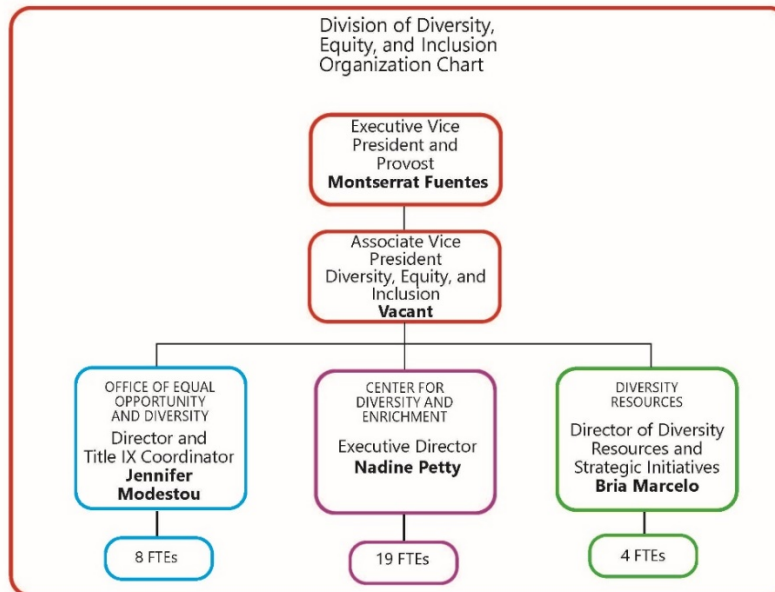 Division of Diversity,
Equity, and Inclusion
Organization Chart
Executive Vice
President and
Provost
Montserrat Fuentes
Associate Vice
President
Diversity, Equity, and
Inclusion
Vacant
OFFICE OF EQUAL
OPPORTUNITY
AND DIVERSITY
Director and
Title IX Coordinator
Jennifer
Modestou
8 FTEs
CENTER FOR
DIVERSITY AND
ENRICHMENT
Executive Director
Nadine Petty
19 FTEs
DIVERSITY
RESOURCES
Director of Diversity
Resources and
Strategic Initiatives
Bria Marcelo
4 FTEs